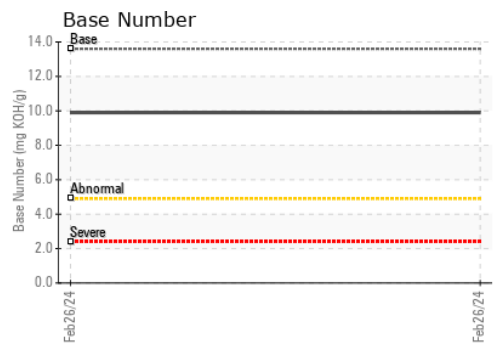 Base Number
14.0
Base
12.0
10.0
8.0
6.0
Abnormal
4.0
Severe
2.0
0.0
Base Number (mg KOH/g)
Feb26/24
Feb26/24